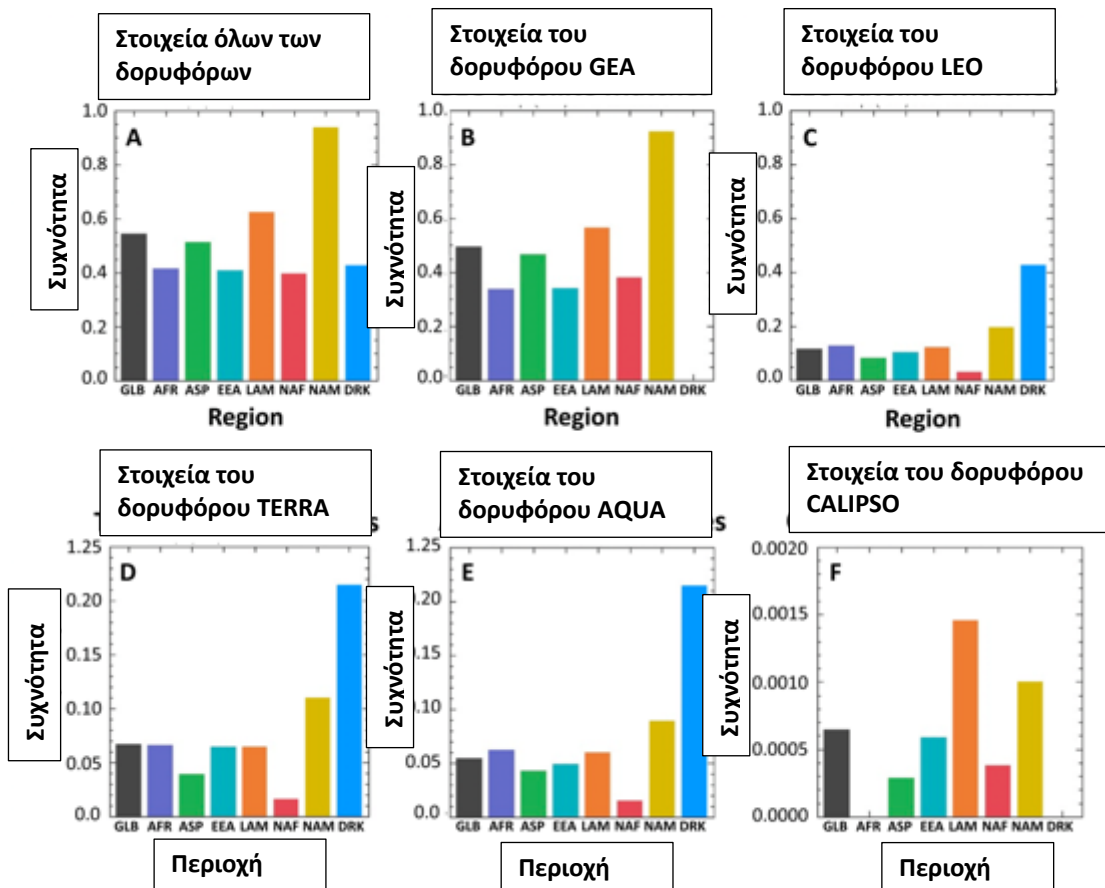 Στοιχεία όλων των
δορυφόρων
Στοιχεία του
δορυφόρου GEA
Στοιχεία του
δορυφόρου LEO
A
Συχνότητα
1.0
0.8
0.6
0.4
0.2
0.0
GLB AFR ASP EEA LAM NAF NAM DRK
Region
B
Συχνότητα
1.0
0.8
0.6
0.4
0.2
0.0
GLB AFR ASP EEA LAM NAF NAM DRK
Region
C
Συχνότητα
1.0
0.8
0.6
0.4
0.2
0.0
GLB AFR ASP EEA LAM NAF NAM DRK
Region
Στοιχεία του
δορυφόρου TERRA
Στοιχεία του
δορυφόρου AQUA
Στοιχεία του δορυφόρου
CALIPSO
s
D
Συχνότητα
1.25
0.20
0.15
0.10
0.05
0.0
GLB AFR ASP EEA LAM NAF NAM DRK
Περιοχή
s
E
Συχνότητα
1.25
0.20
0.15
0.10
0.05
0.0
GLB AFR ASP EEA LAM NAF NAM DRK
Περιοχή
F
Συχνότητα
0.0020
0.0015
0.0010
0.0005
0.0000
GLB AFR ASP EEA LAM NAF NAM DRK
Περιοχή